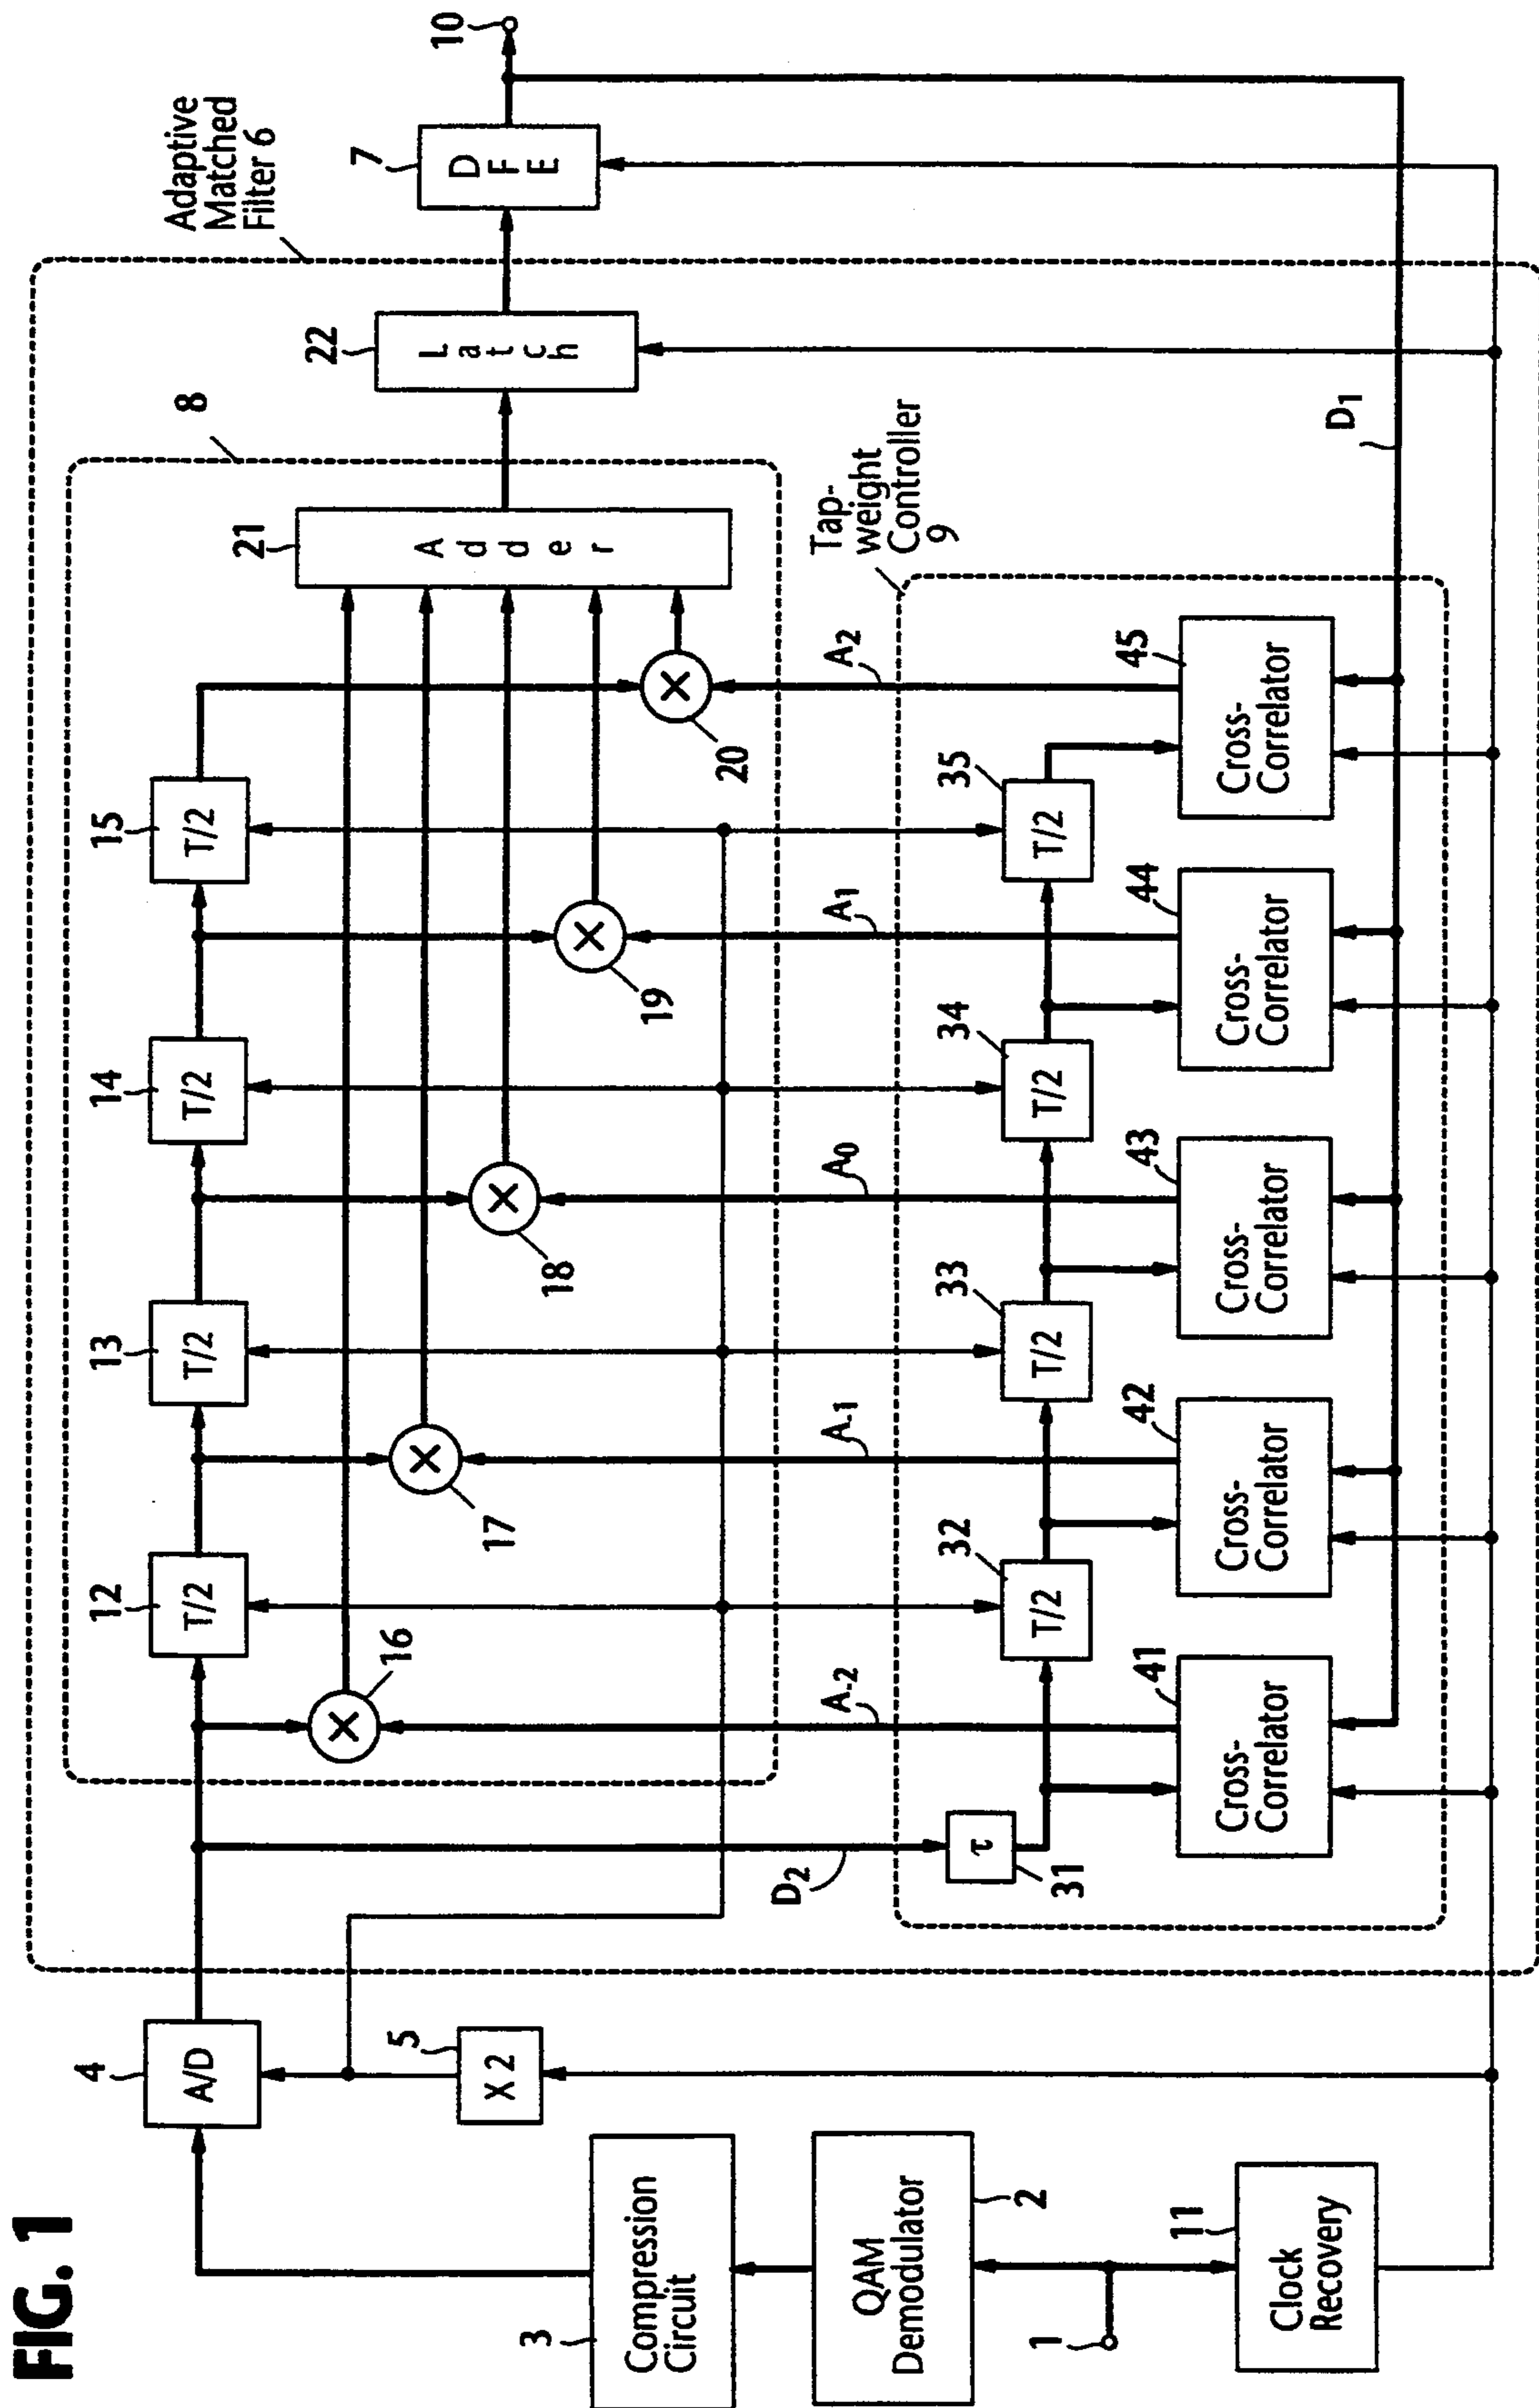 FIG. 1
1
QAM
Demodulator
2
Compression
Circuit
3
Clock
Recovery
11
A/D
4
X 2
5
Adaptive
Matched
Filter 6
8
T/2
12
T/2
13
T/2
14
T/2
15
×
16
×
17
×
18
×
19
×
20
Adder
21
Latch
22
DFE
7
10
D2
τ
31
Tap-
weight
Controller
9
T/2
32
T/2
33
T/2
34
T/2
35
A-2
A-1
A0
A1
A2
Cross-
Correlator
41
Cross-
Correlator
42
Cross-
Correlator
43
Cross-
Correlator
44
Cross-
Correlator
45
D1